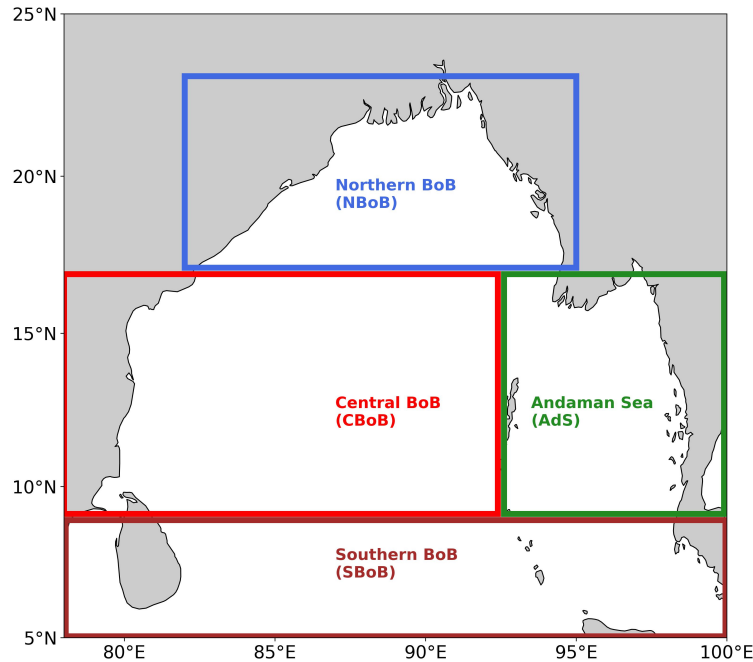 25°N
20°N
15°N
10°N
5°N
Northern BoB
(NBoB)
Central BoB
(CBoB)
Andaman Sea
(AdS)
Southern BoB
(SBoB)
80°E
85°E
90°E
95°E
100°E